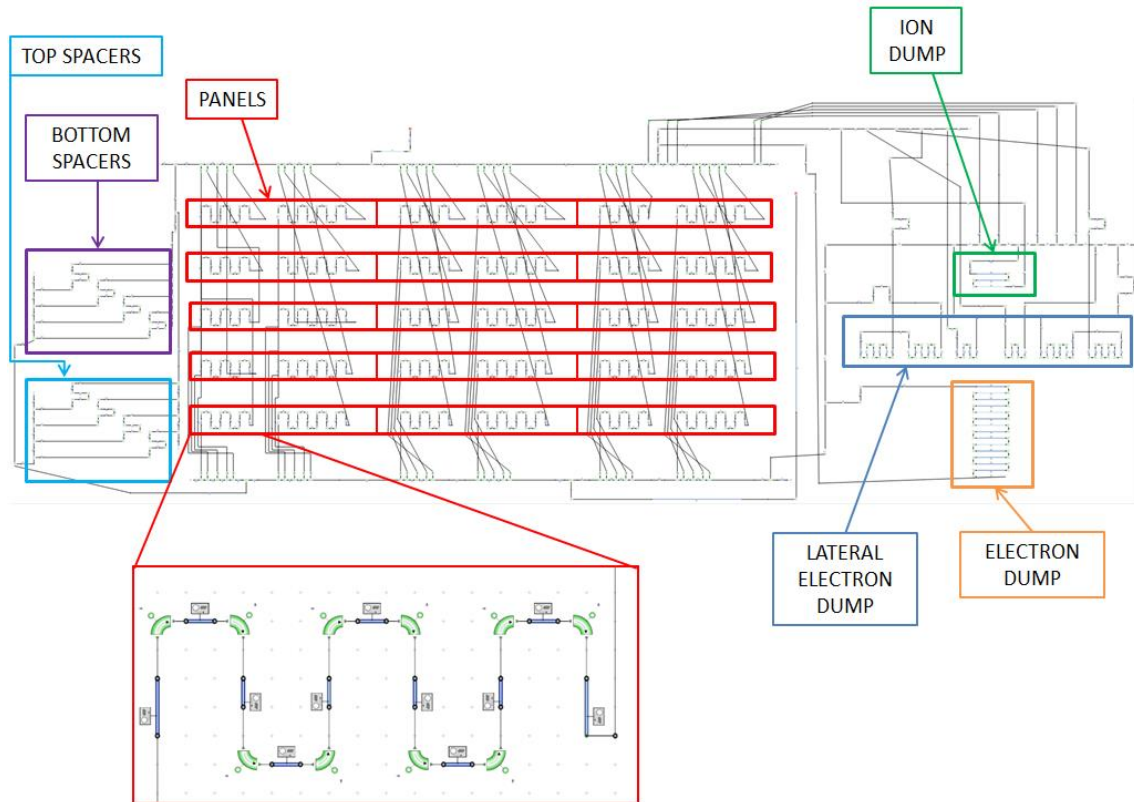 TOP SPACERS
PANELS
ION
DUMP
BOTTOM
SPACERS
LATERAL
ELECTRON
DUMP
ELECTRON
DUMP